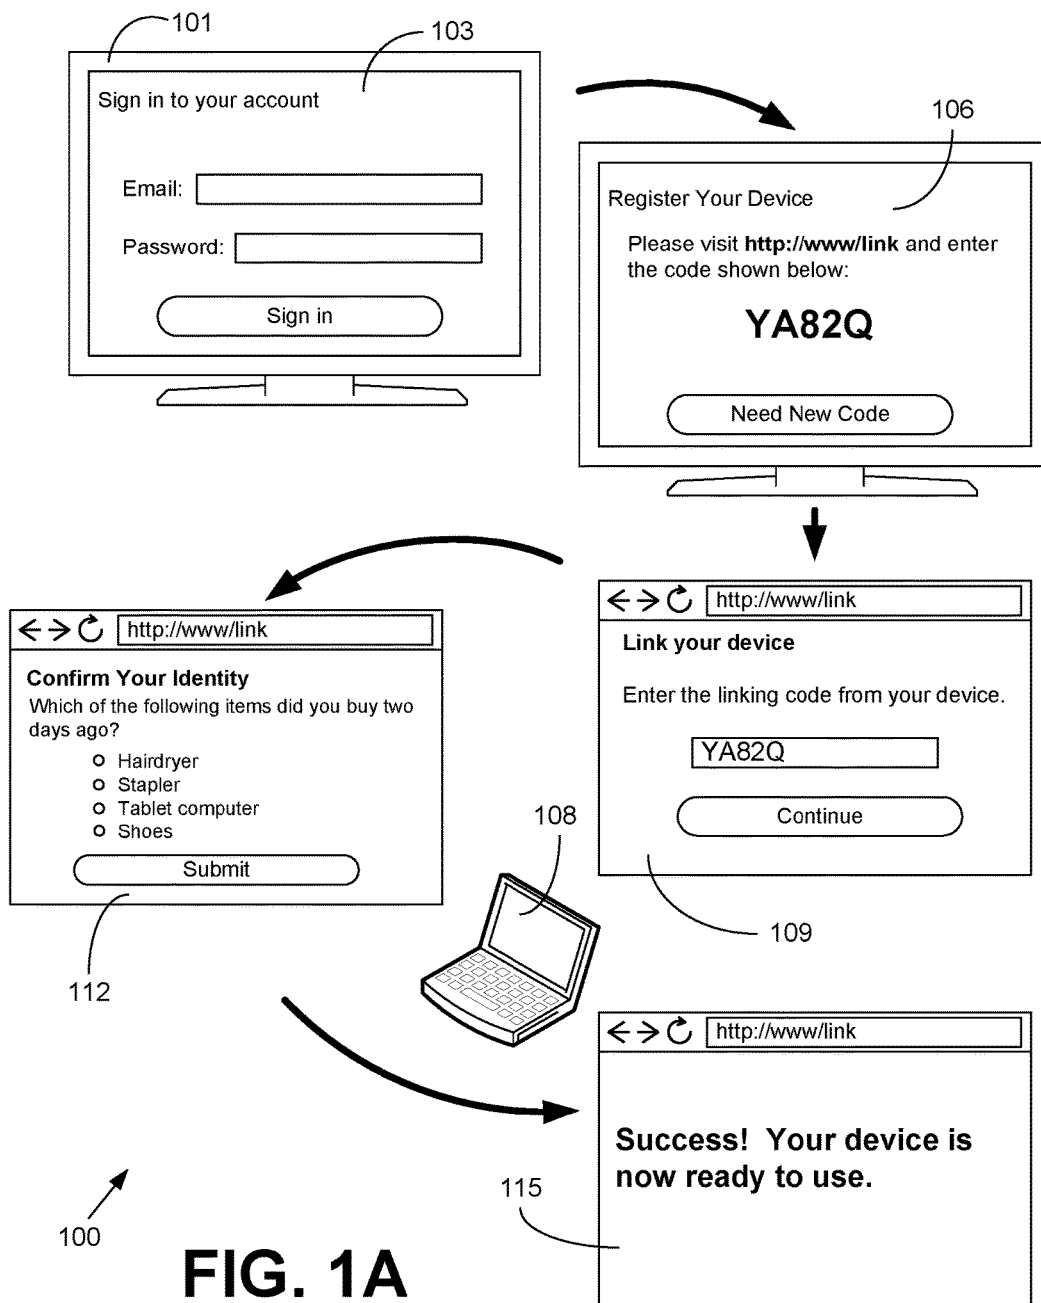 101
103
Sign in to your account
Email:
Password:
Sign in
106
Register Your Device
Please visit http://www/link and enter
the code shown below:
YA82Q
Need New Code
http://www/link
Link your device
Enter the linking code from your device.
YA82Q
Continue
109
http://www/link
Confirm Your Identity
Which of the following items did you buy two
days ago?
Hairdryer
Stapler
Tablet computer
Shoes
Submit
112
108
http://www/link
Success! Your device is
now ready to use.
115
100
FIG. 1A